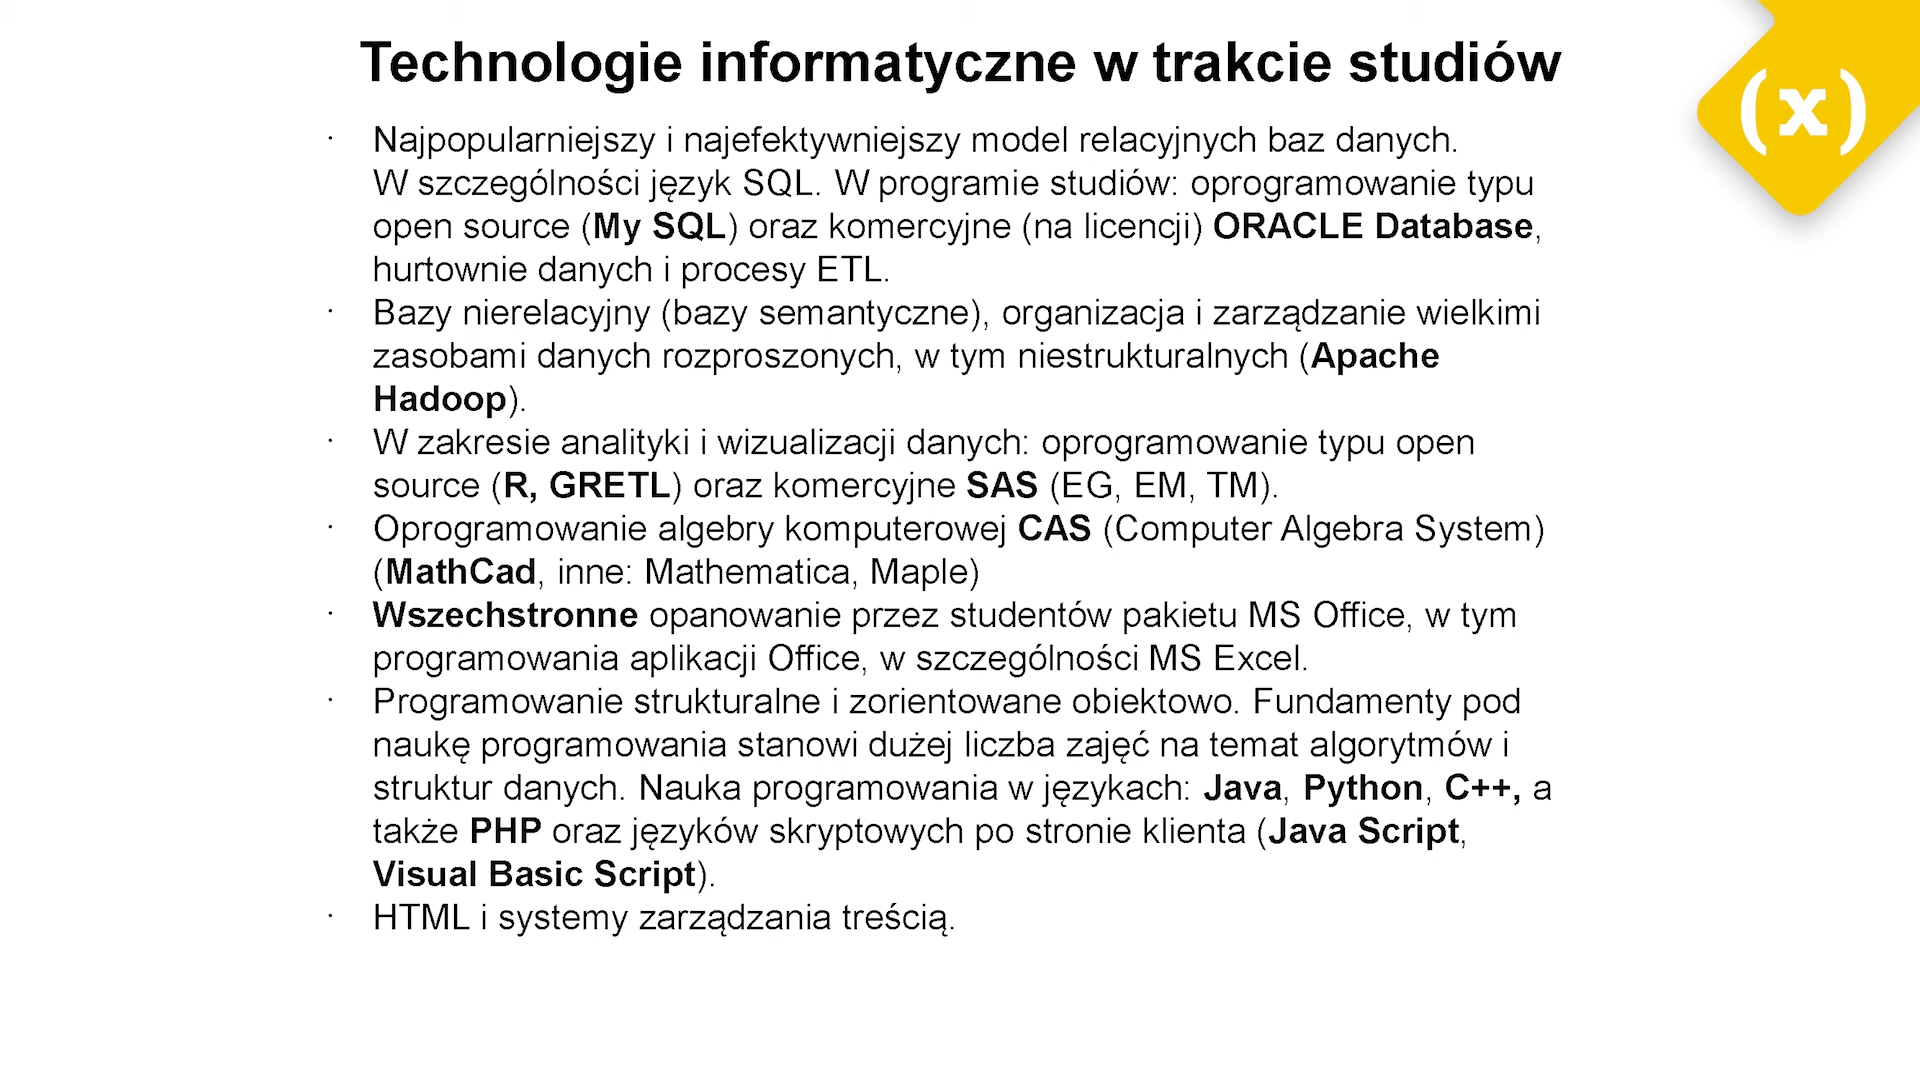 Technologie informatyczne w trakcie studiów
(x)
· Najpopularniejszy i najefektywniejszy model relacyjnych baz danych.
W szczególności język SQL. W programie studiów: oprogramowanie typu
open source (My SQL) oraz komercyjne (na licencji) ORACLE Database,
hurtownie danych i procesy ETL.
· Bazy nierelacyjny (bazy semantyczne), organizacja i zarządzanie wielkimi
zasobami danych rozproszonych, w tym niestrukturalnych (Apache
Hadoop).
· W zakresie analityki i wizualizacji danych: oprogramowanie typu open
source (R, GRETL) oraz komercyjne SAS (EG, EM, TM).
· Oprogramowanie algebry komputerowej CAS (Computer Algebra System)
(MathCad, inne: Mathematica, Maple)
· Wszechstronne opanowanie przez studentów pakietu MS Office, w tym
programowania aplikacji Office, w szczególności MS Excel.
· Programowanie strukturalne i zorientowane obiektowo. Fundamenty pod
naukę programowania stanowi dużej liczba zajęć na temat algorytmów i
struktur danych. Nauka programowania w językach: Java, Python, C++, a
także PHP oraz języków skryptowych po stronie klienta (Java Script,
Visual Basic Script).
· HTML i systemy zarządzania treścią.